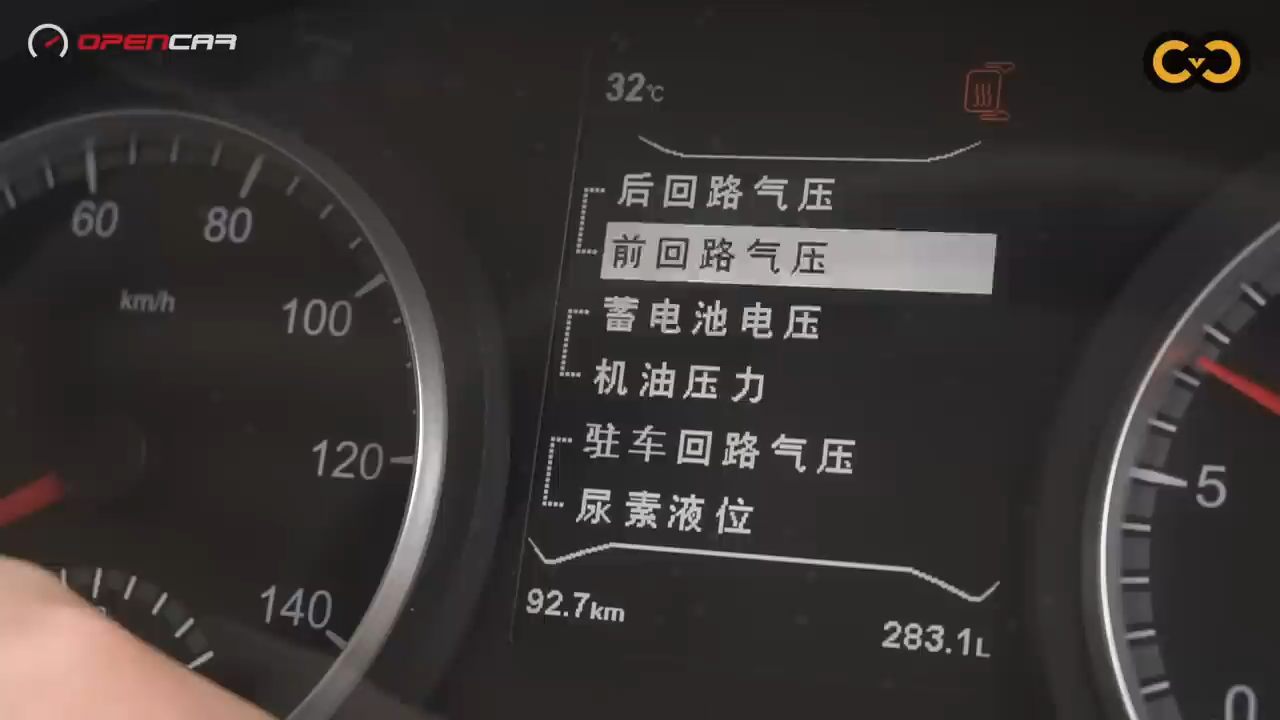 OPENCAR
CVC
32℃
后回路气压
前回路气压
蓄电池电压
机油压力
驻车回路气压
尿素液位
92.7km
283.1L
60
80
km/h
100
120
140
5
0